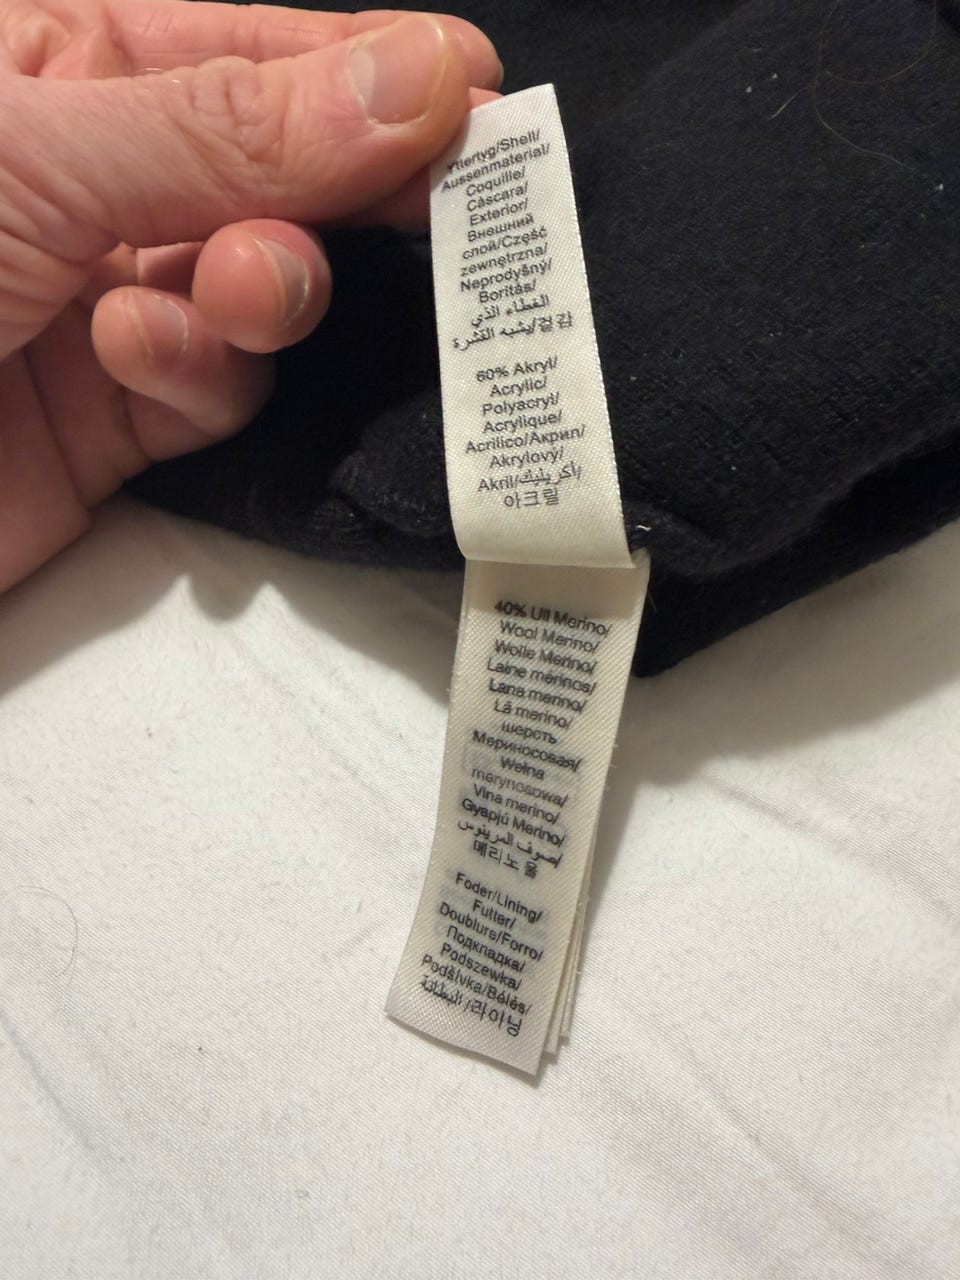 Yttertyg/Shell/
Aussenmaterial/
Coquille/
Cáscara/
Exterior/
Внешний
слой/Część
zewnętrzna/
Neprodyšný/
Borítás/
الغطاء الذي
يشبه القشرة/겉감
60% Akryl/
Acrylic/
Polyacryl/
Acrylique/
Acrilico/Акрил/
Akrylový/
Akril/أكريليك/
아크릴
40% Ull Merino/
Wool Merino/
Wolle Merino/
Laine mérinos/
Lana merino/
Lã merino/
шерсть
Мериносовая/
Wełna
merynosowa/
Vlna merino/
Gyapjú Merino/
صوف المرينوس/
메리노 울
Foder/Lining/
Futter/
Doublure/Forro/
Подкладка/
Podszewka/
Podšívka/Bélés/
البطانة/라이닝